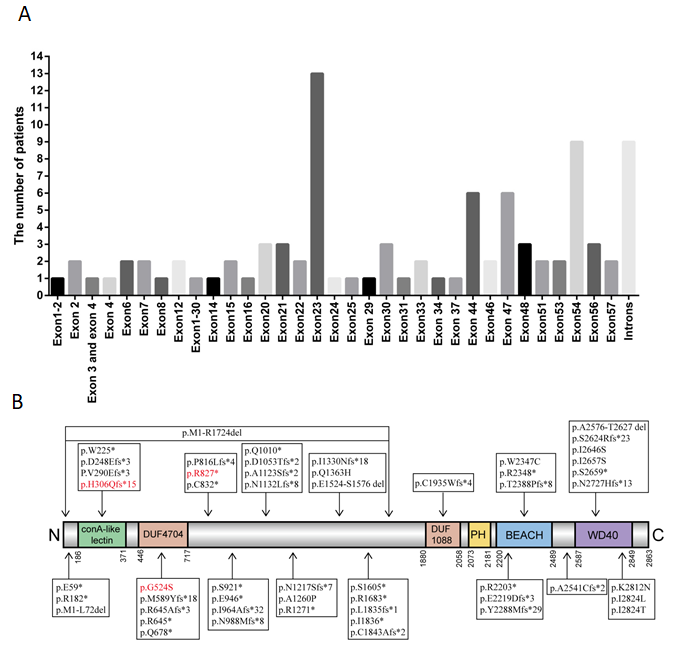 A
The number of patients
14
13
12
11
10
9
8
7
6
5
4
3
2
1
0
Exon1-2
Exon 2
Exon 3 and exon 4
Exon 4
Exon6
Exon7
Exon8
Exon12
Exon1-30
Exon14
Exon15
Exon16
Exon20
Exon21
Exon22
Exon23
Exon24
Exon25
Exon 29
Exon30
Exon31
Exon33
Exon 34
Exon 37
Exon 44
Exon46
Exon 47
Exon48
Exon51
Exon53
Exon54
Exon56
Exon57
Introns
B
p.M1-R1724del
p.W225*
p.D248Efs*3
P.V290Efs*3
p.H306Qfs*15
p.P816Lfs*4
p.R827*
p.C832*
p.Q1010*
p.D1053Tfs*2
p.A1123Sfs*2
p.N1132Lfs*8
p.I1330Nfs*18
p.Q1363H
p.E1524-S1576 del
p.C1935Wfs*4
p.W2347C
p.R2348*
p.T2388Pfs*8
p.A2576-T2627 del
p.S2624Rfs*23
p.I2646S
p.I2657S
p.S2659*
p.N2727Hfs*13
N
conA-like
lectin
DUF4704
DUF
1088
PH
BEACH
WD40
C
186
371
446
717
1880
2058
2073
2181
2200
2489
2587
2849
2863
p.E59*
p.R182*
p.M1-L72del
p.G524S
p.M589Yfs*18
p.R645Afs*3
p.R645*
p.Q678*
p.S921*
p.E946*
p.I964Afs*32
p.N988Mfs*8
p.N1217Sfs*7
p.A1260P
p.R1271*
p.S1605*
p.R1683*
p.L1835fs*1
p.I1836*
p.C1843Afs*2
p.R2203*
p.E2219Dfs*3
p.Y2288Mfs*29
p.A2541Cfs*2
p.K2812N
p.I2824L
p.I2824T